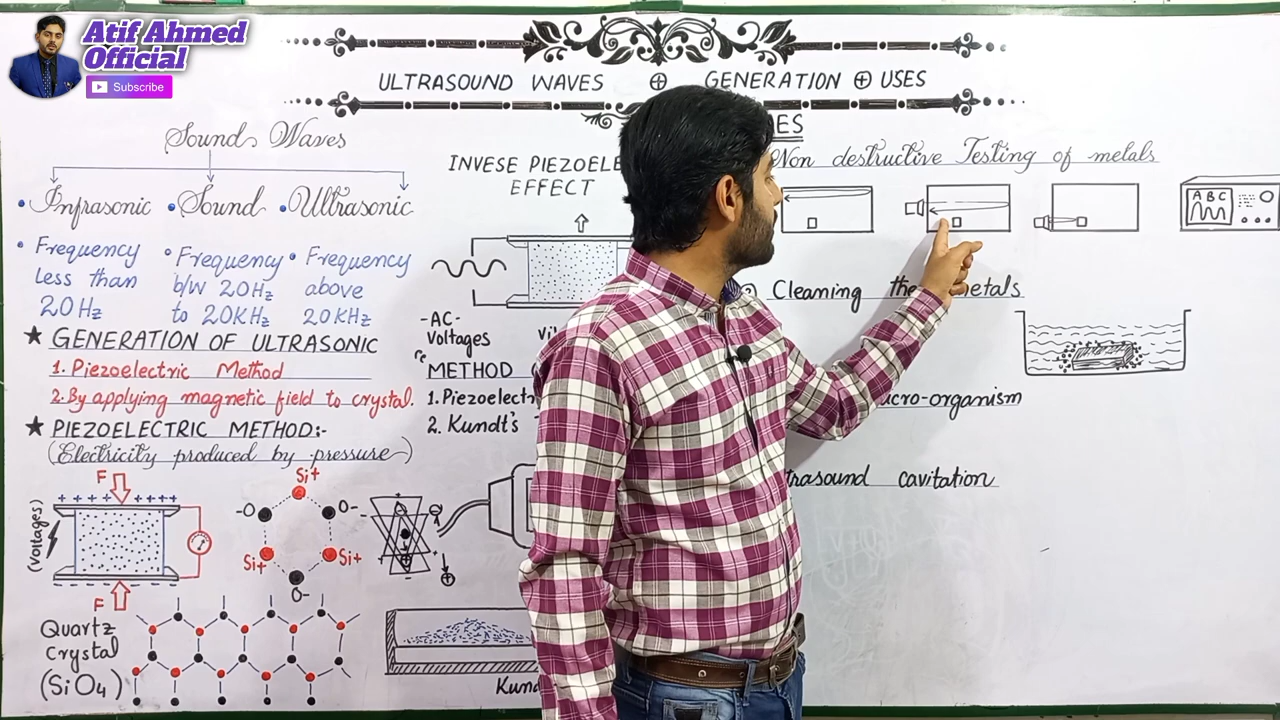 Atif Ahmed
Official
Subscribe
ULTRASOUND WAVES ⊕ GENERATION ⊕ USES
Sound Waves
• Infrasonic • Sound • Ultrasonic
• Frequency
less than
20Hz
• Frequency
b/w 20Hz
to 20KHz
• Frequency
above
20KHz
★ GENERATION OF ULTRASONIC
1. Piezoelectric Method
2. By applying magnetic field to crystal.
★ PIEZOELECTRIC METHOD:-
(Electricity produced by pressure)
F
(Voltages)
F
Si+
-O
O-
Si+
Si+
O-
Quartz
Crystal
(SiO4)
INVESE PIEZOELE
EFFECT
-AC-
Voltages
METHOD
1. Piezoelectr
2. Kundt's
Kun
ES
Non destructive Testing of metals
A B C
Cleaning the metals
cro-organism
trasound cavitation